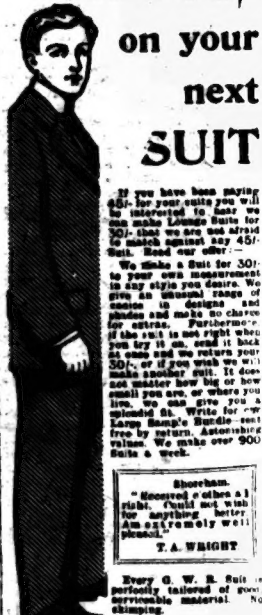 on your
next
SUIT
If you have been paying
45/- for your suits you will
be interested to hear we
can make Lounge Suits for
30/- that we are not afraid
to match against any 45/-
Suit. Read our offer:—
We make a Suit for 30/-
to your own measurement
in any style you desire. We
give an unusual range of
choice in designs and
shades and make no charge
for extras. Furthermore,
if the suit is not right when
you try it on, send it back
at once and we return your
30/-, or if you wish we will
make another suit. It does
not matter how big or how
small you are, or where you
live, we can give you a
splendid fit. Write for our
Large Sample Bundle—sent
free by return. Astonishing
values. We make over 900
Suits a week.
Shoreham.
"Received clothes all
right. Could not wish
for anything better.
Am extremely well
pleased."
T. A. WRIGHT
Every G. W. R. Suit is
perfectly tailored of good
serviceable material. No
skimping.